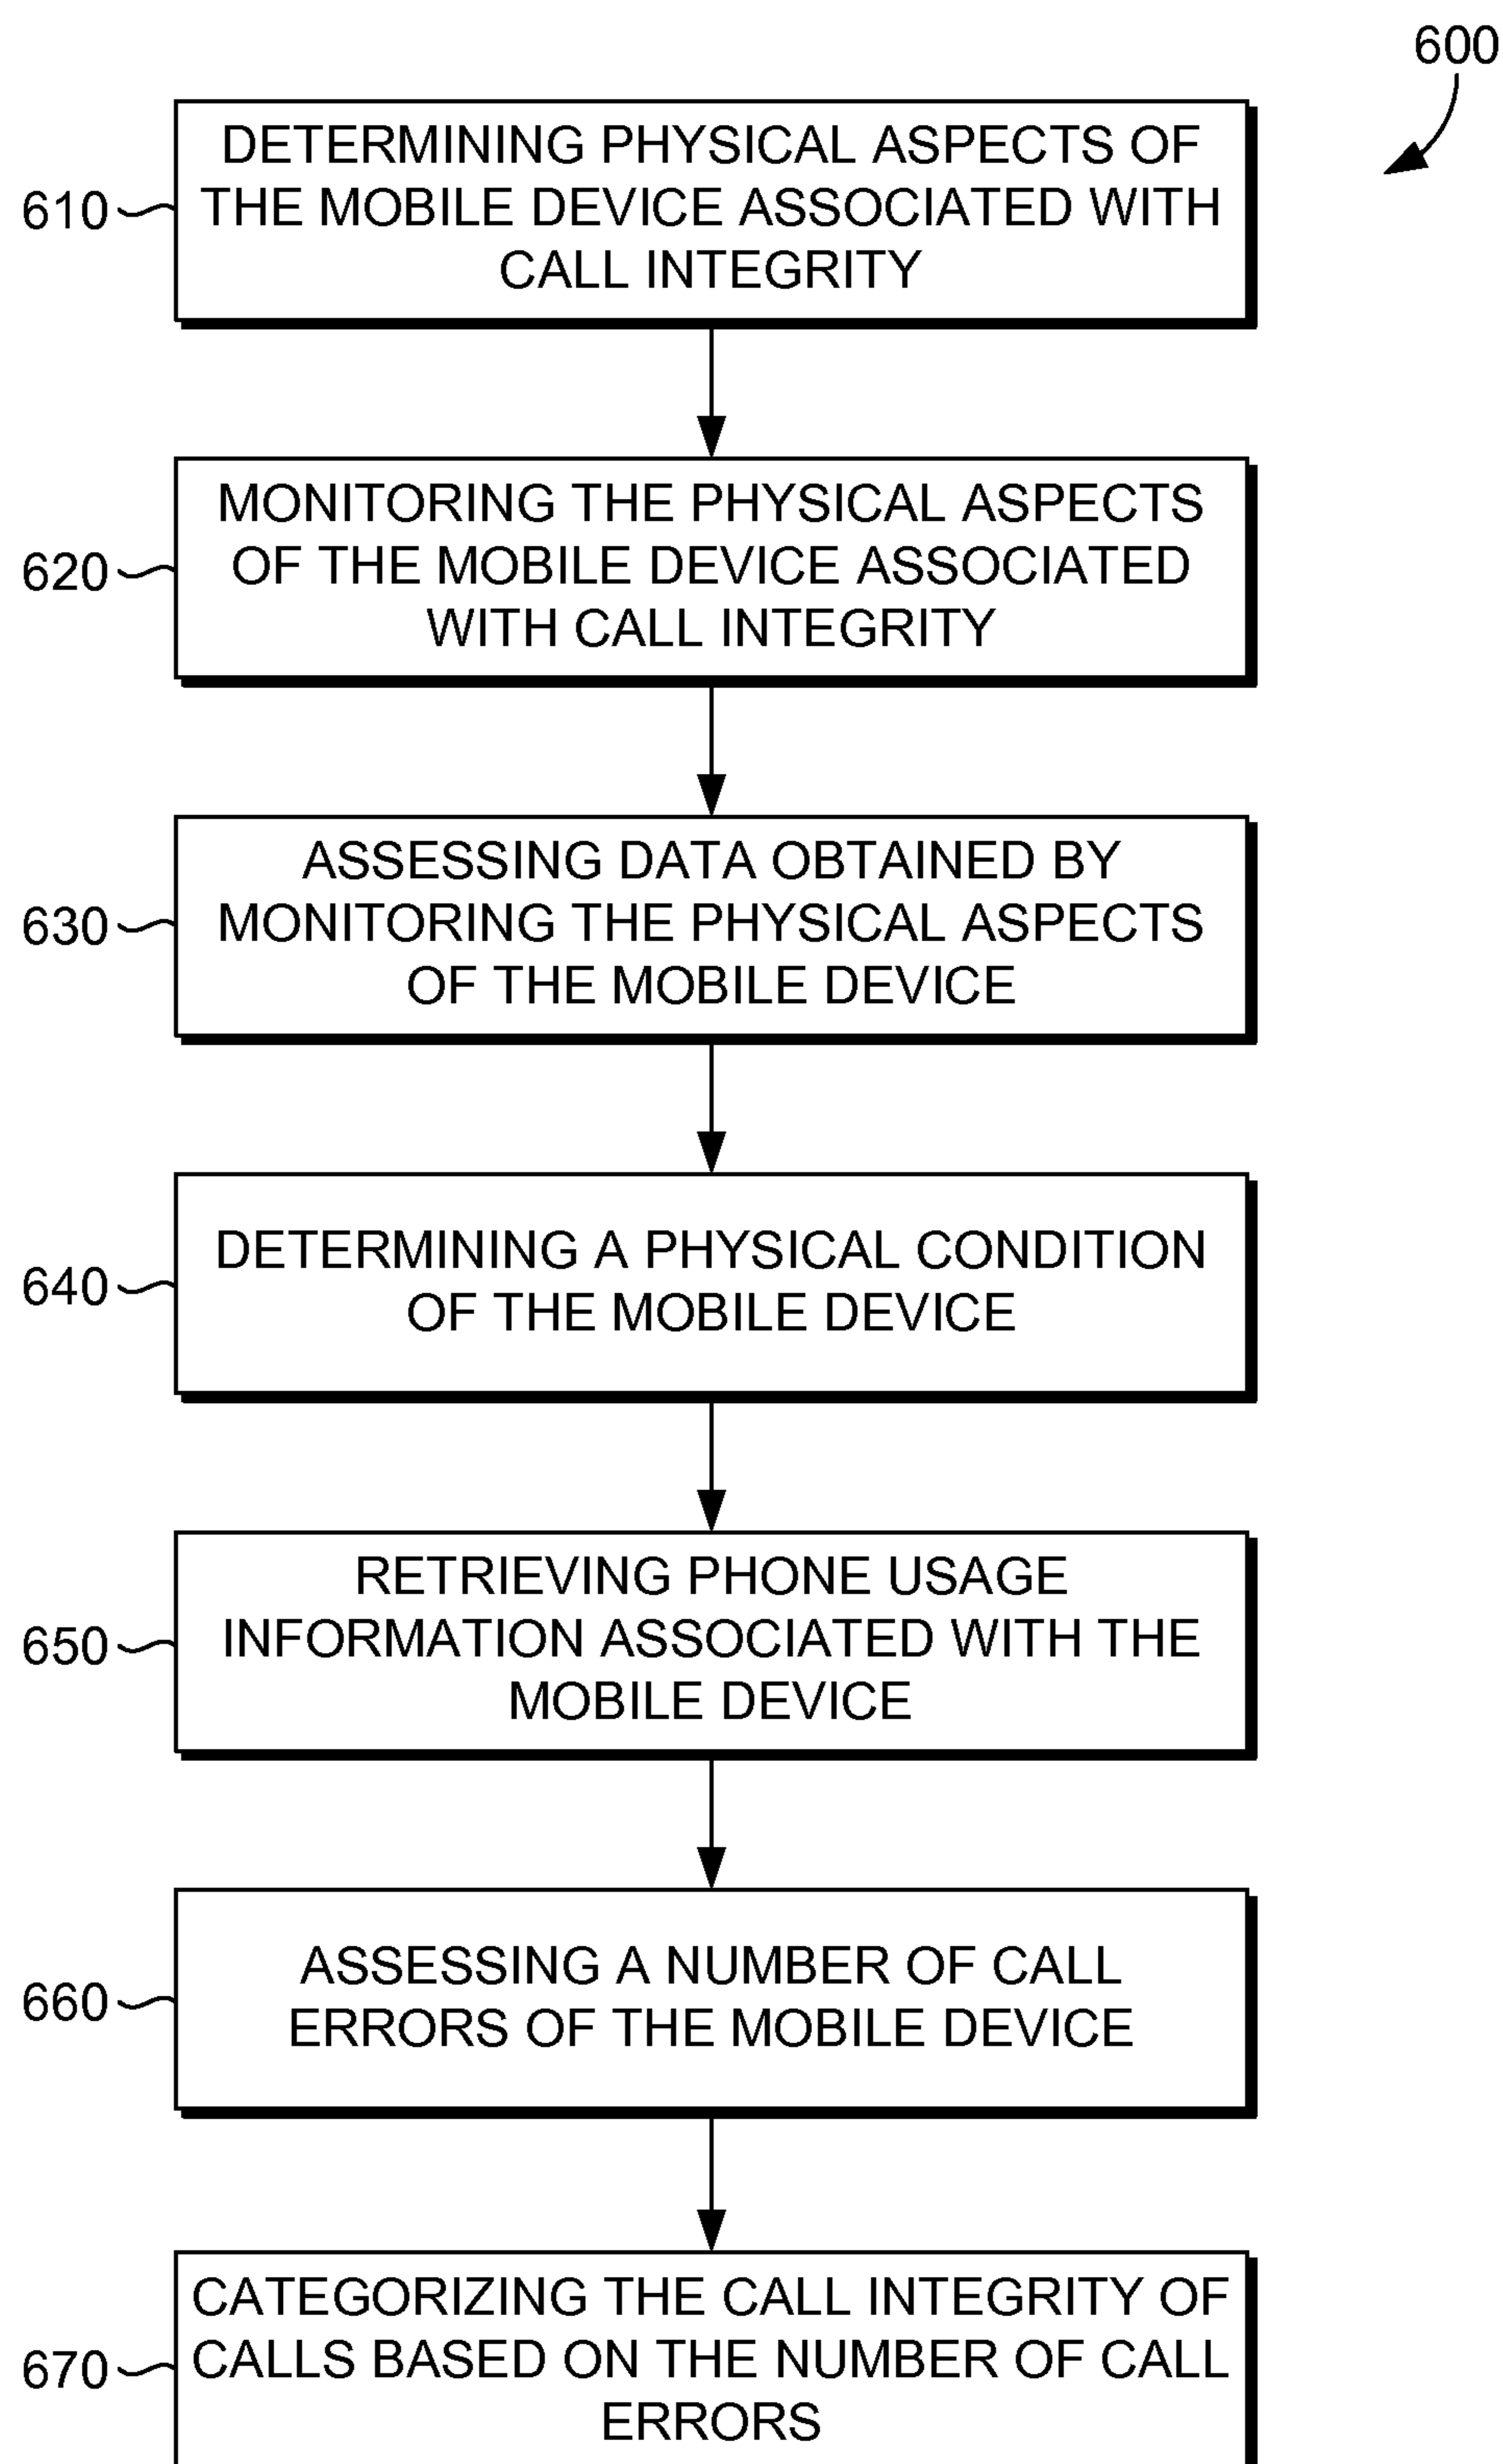 600
610
DETERMINING PHYSICAL ASPECTS OF
THE MOBILE DEVICE ASSOCIATED WITH
CALL INTEGRITY
620
MONITORING THE PHYSICAL ASPECTS
OF THE MOBILE DEVICE ASSOCIATED
WITH CALL INTEGRITY
630
ASSESSING DATA OBTAINED BY
MONITORING THE PHYSICAL ASPECTS
OF THE MOBILE DEVICE
640
DETERMINING A PHYSICAL CONDITION
OF THE MOBILE DEVICE
650
RETRIEVING PHONE USAGE
INFORMATION ASSOCIATED WITH THE
MOBILE DEVICE
660
ASSESSING A NUMBER OF CALL
ERRORS OF THE MOBILE DEVICE
670
CATEGORIZING THE CALL INTEGRITY OF
CALLS BASED ON THE NUMBER OF CALL
ERRORS